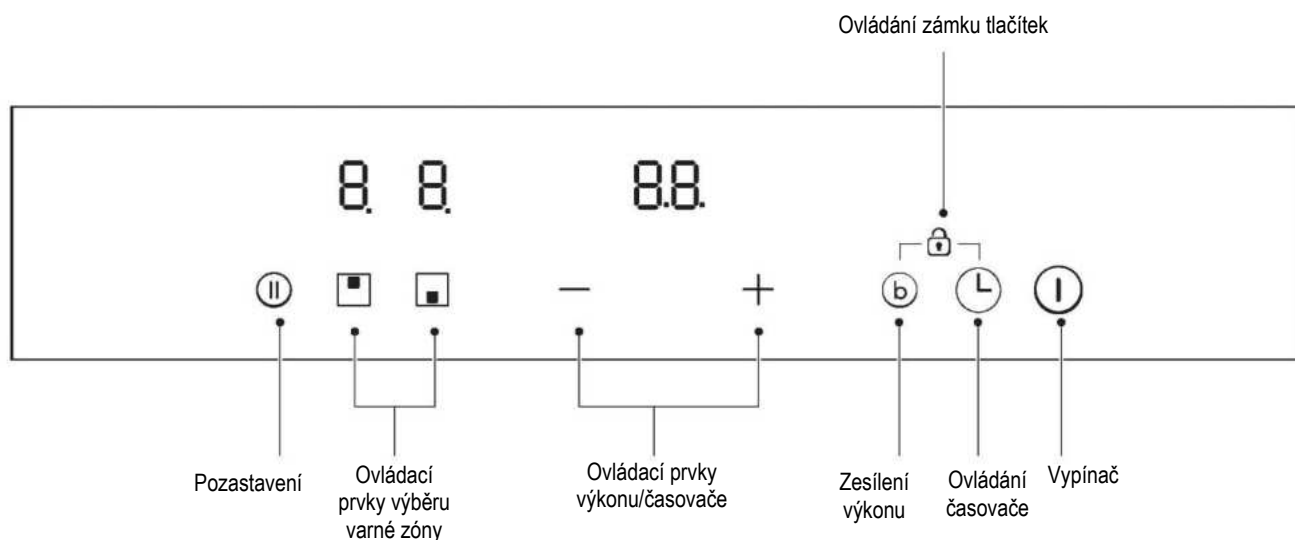 Ovládání zámku tlačítek
8. 8. 8.8.
b
Pozastavení
Ovládací
prvky výběru
varné zóny
Ovládací prvky
výkonu/časovače
Zesílení
výkonu
Ovládání
časovače
Vypínač